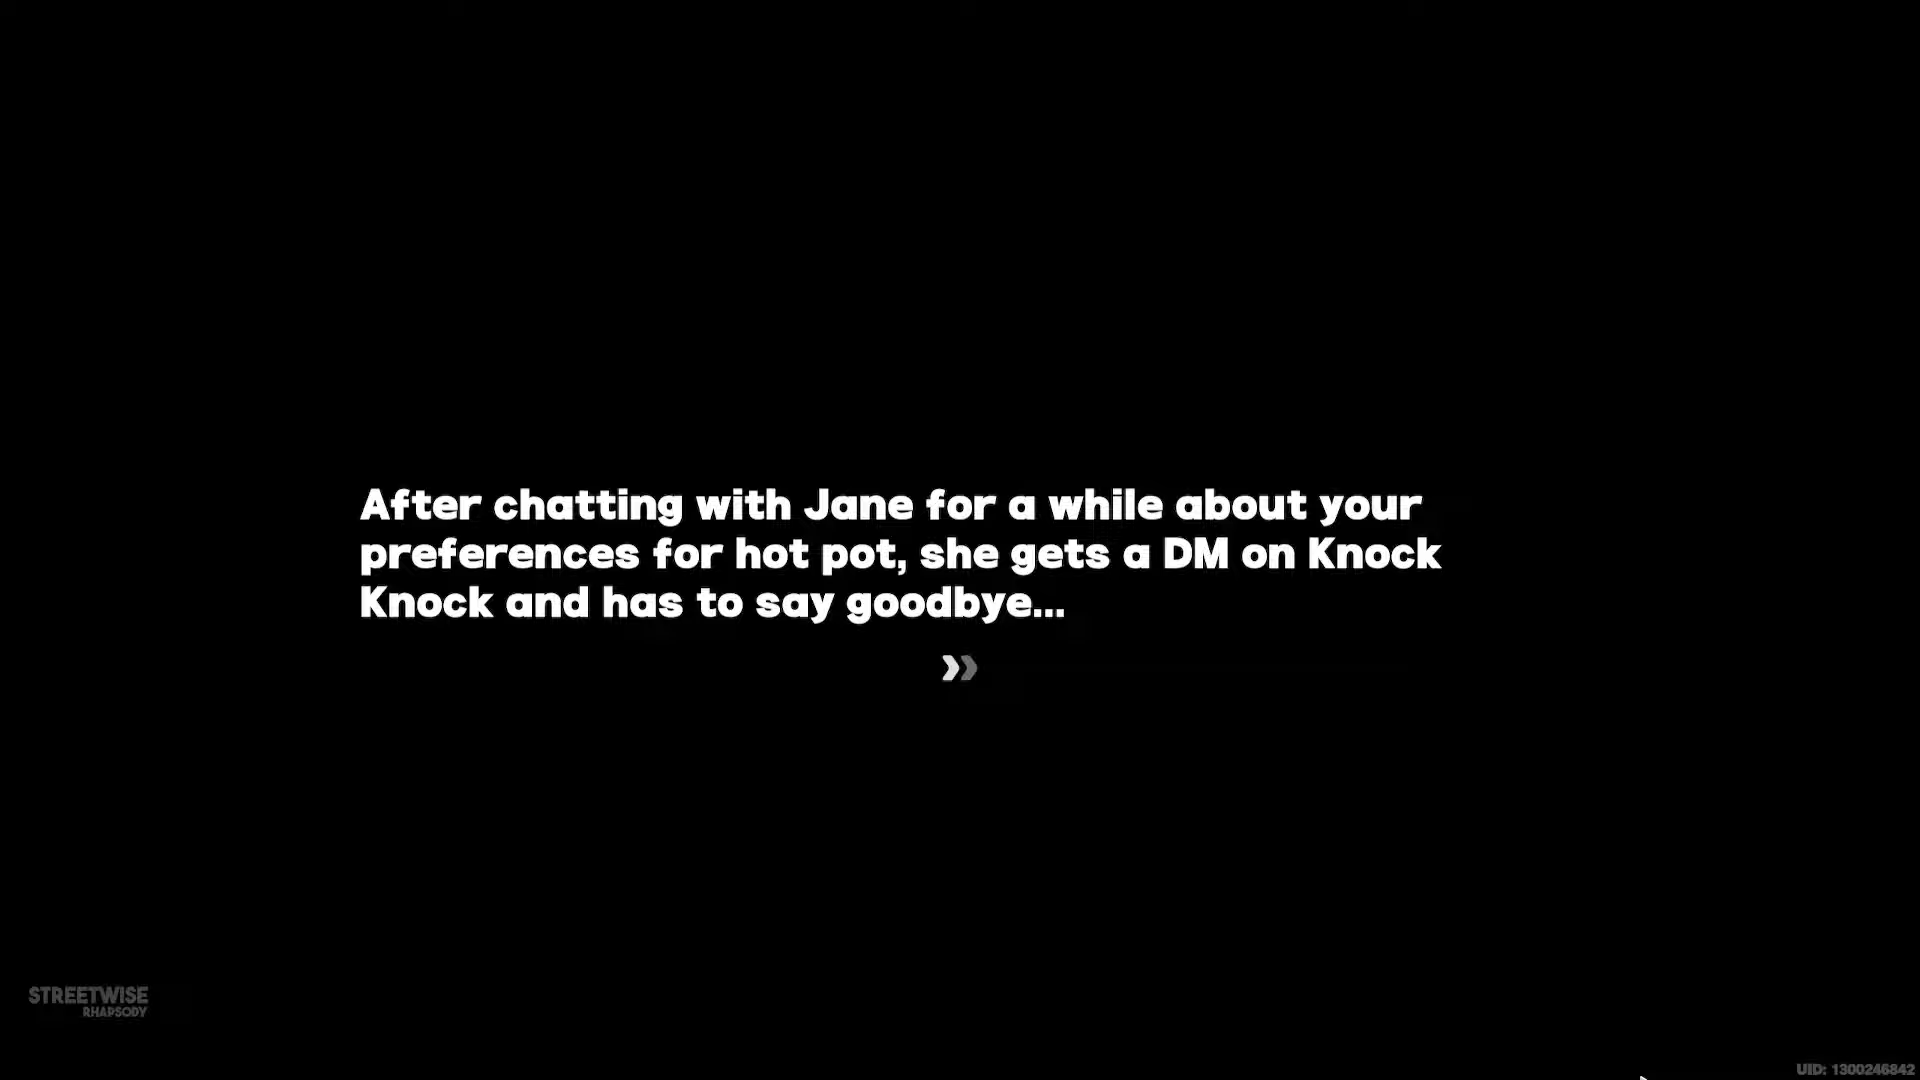 After chatting with Jane for a while about your
preferences for hot pot, she gets a DM on Knock
Knock and has to say goodbye...
STREETWISE
RHAPSODY
UID: 1300246842